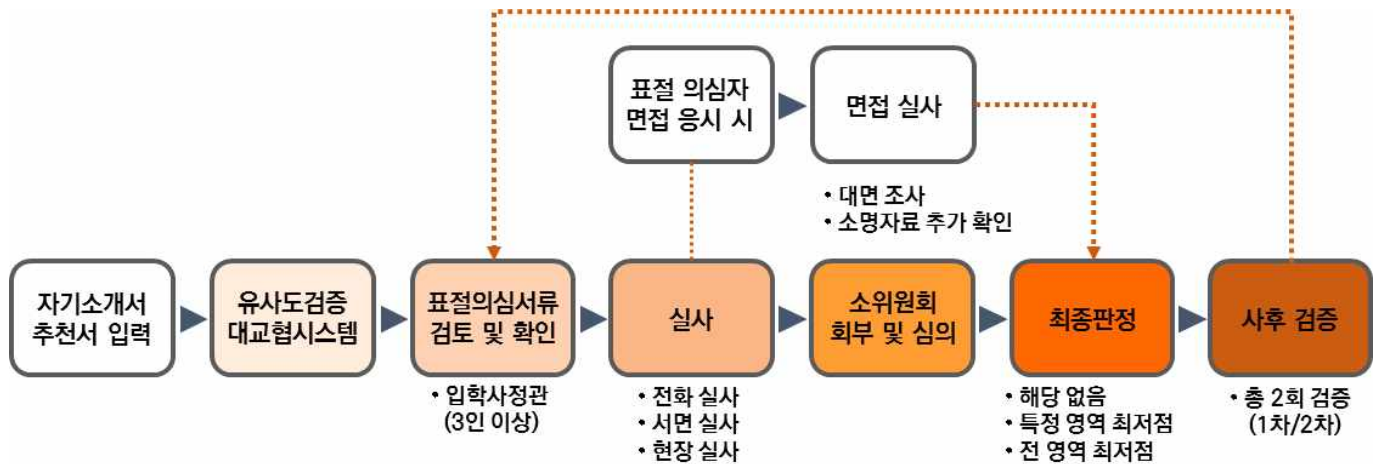 표절 의심자
면접 응시 시
면접 실사
• 대면 조사
• 소명자료 추가 확인
자기소개서
추천서 입력
유사도검증
대교협시스템
표절의심서류
검토 및 확인
실사
소위원회
회부 및 심의
최종판정
사후 검증
• 입학사정관
(3인 이상)
• 전화 실사
• 서면 실사
• 현장 실사
• 해당 없음
• 특정 영역 최저점
• 전 영역 최저점
• 총 2회 검증
(1차/2차)